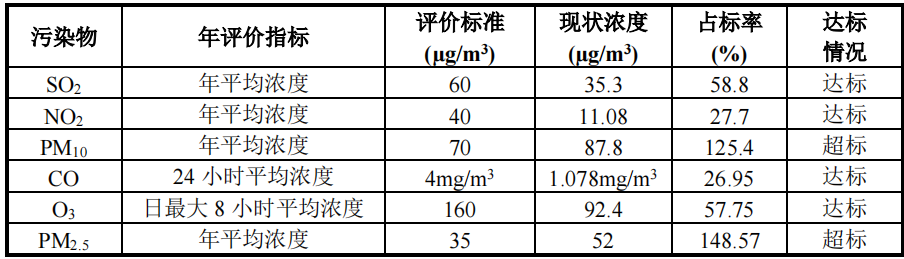 污染物 年评价指标 评价标准 (μg/m³) 现状浓度 (μg/m³) 占标率 (%) 达标情况
SO₂ 年平均浓度 60 35.3 58.8 达标
NO₂ 年平均浓度 40 11.08 27.7 达标
PM₁₀ 年平均浓度 70 87.8 125.4 超标
CO 24 小时平均浓度 4mg/m³ 1.078mg/m³ 26.95 达标
O₃ 日最大 8 小时平均浓度 160 92.4 57.75 达标
PM₂.₅ 年平均浓度 35 52 148.57 超标